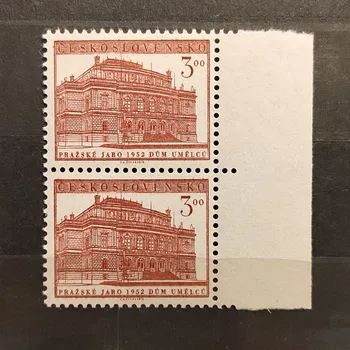 ČESKOSLOVENSKO
3.00
PRAŽSKÉ JARO 1952 DŮM UMĚLCŮ
ČESKOSLOVENSKO
3.00
PRAŽSKÉ JARO 1952 DŮM UMĚLCŮ